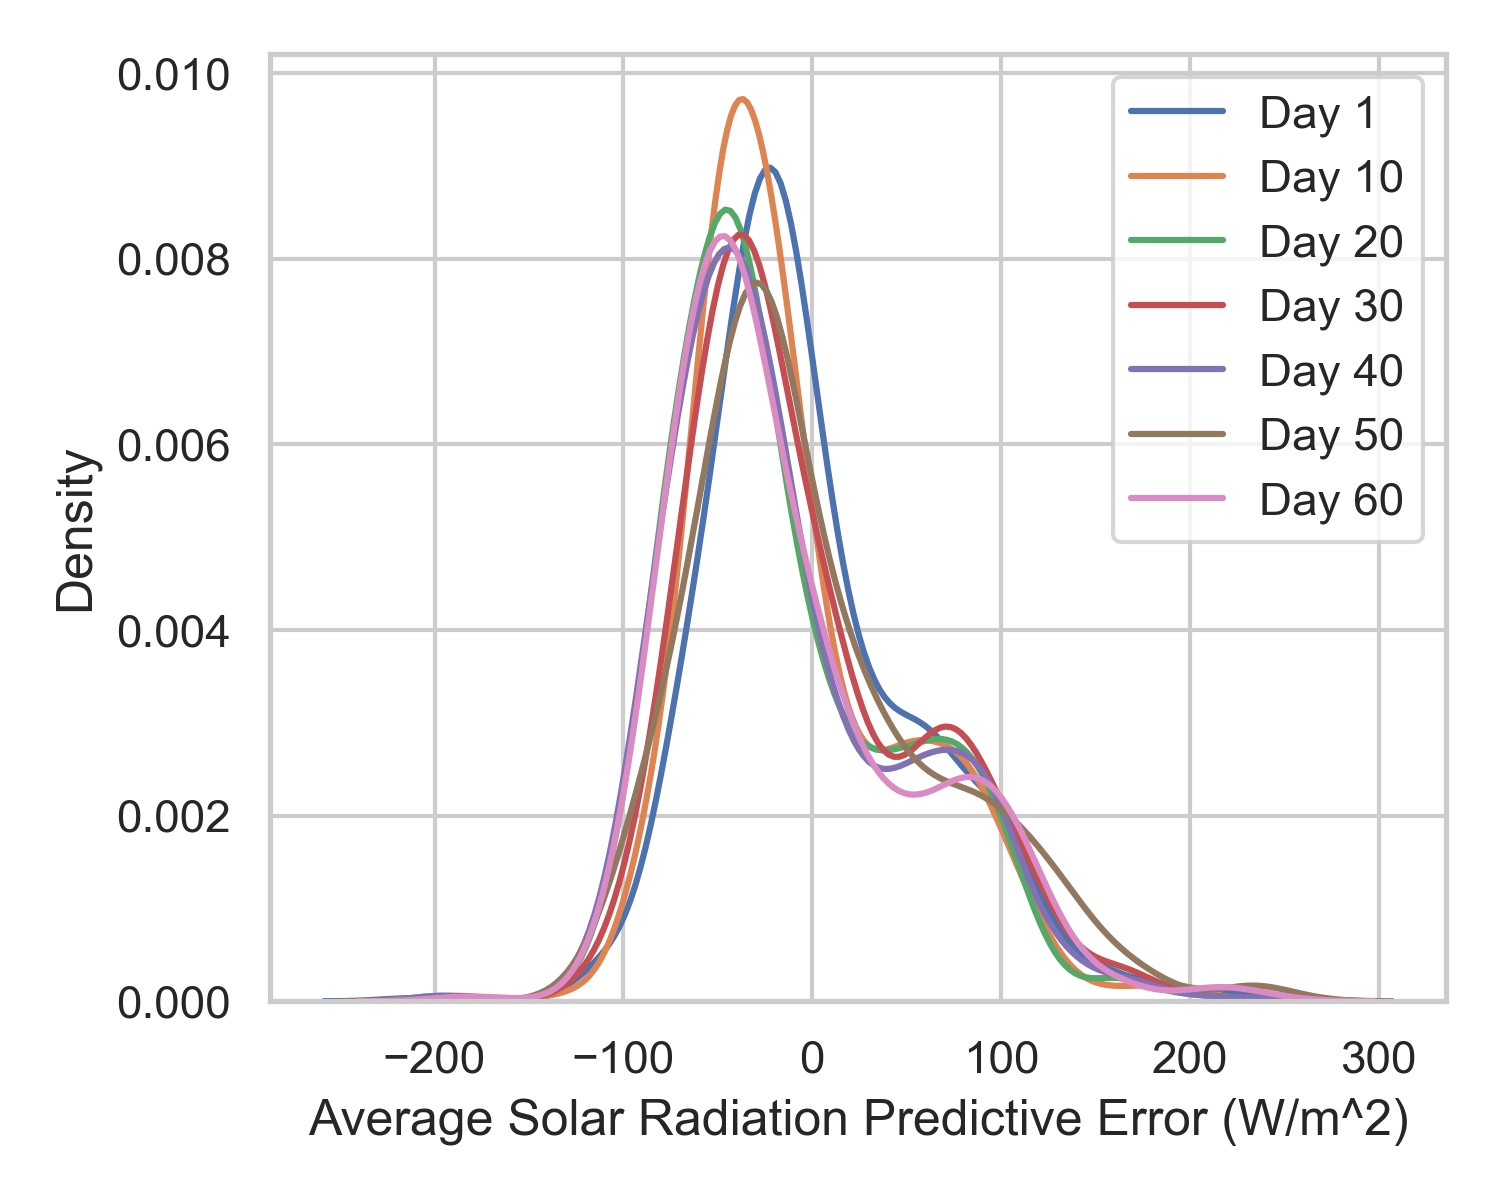 0.010
0.008
0.006
0.004
0.002
0.000
Density
−200 −100 0 100 200 300
Average Solar Radiation Predictive Error (W/m^2)
Day 1
Day 10
Day 20
Day 30
Day 40
Day 50
Day 60